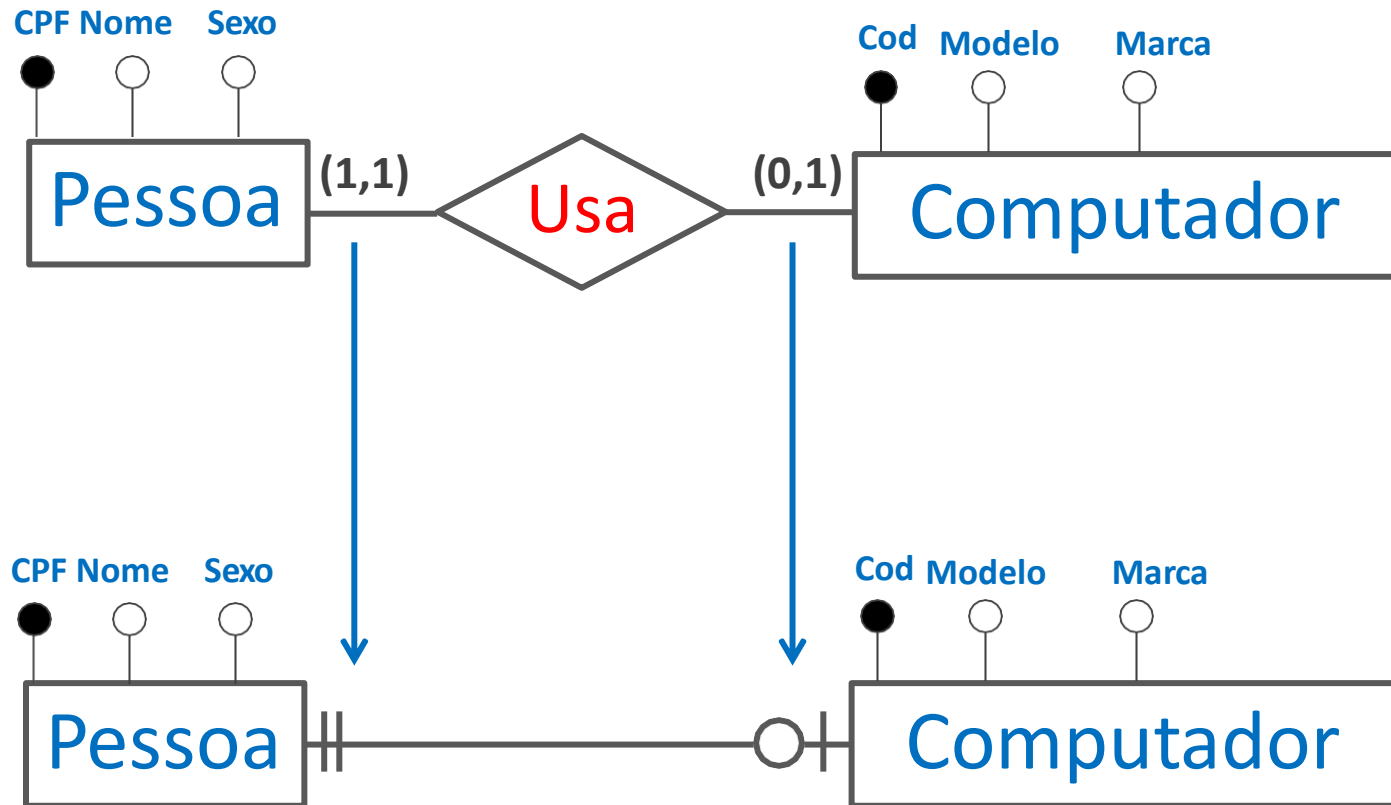 CPF Nome Sexo
Cod Modelo Marca
Pessoa (1,1) Usa (0,1) Computador
CPF Nome Sexo
Cod Modelo Marca
Pessoa Computador